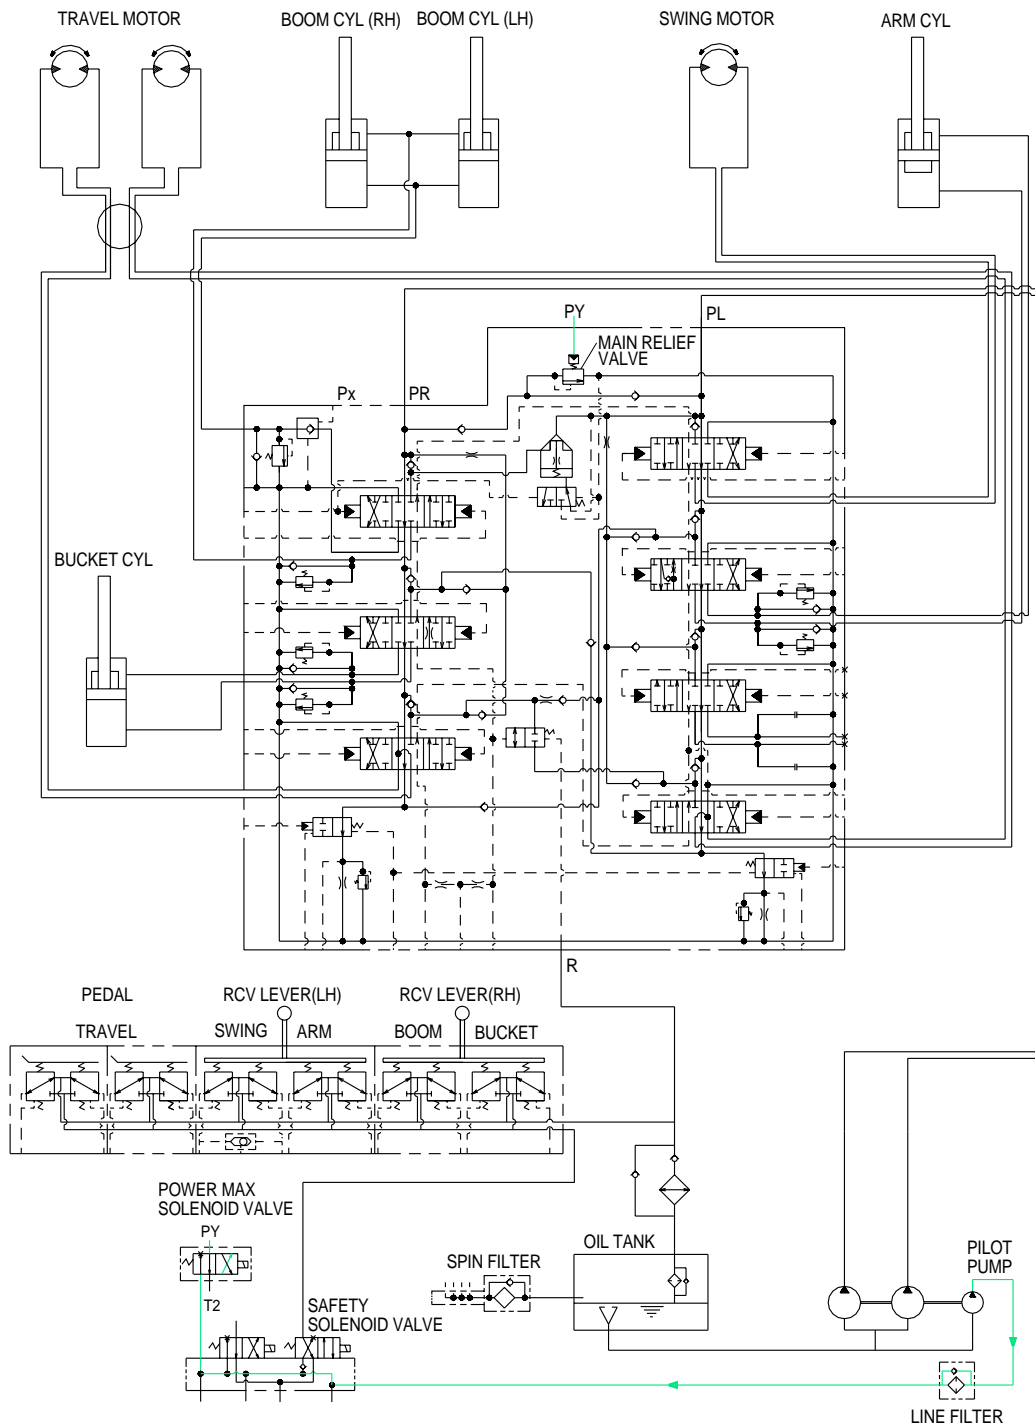 TRAVEL MOTOR
BOOM CYL (RH)
BOOM CYL (LH)
SWING MOTOR
ARM CYL
PY
PL
MAIN RELIEF
VALVE
Px
PR
BUCKET CYL
R
PEDAL
RCV LEVER(LH)
RCV LEVER(RH)
TRAVEL
SWING
ARM
BOOM
BUCKET
POWER MAX
SOLENOID VALVE
PY
T2
OIL TANK
SPIN FILTER
PILOT
PUMP
SAFETY
SOLENOID VALVE
LINE FILTER